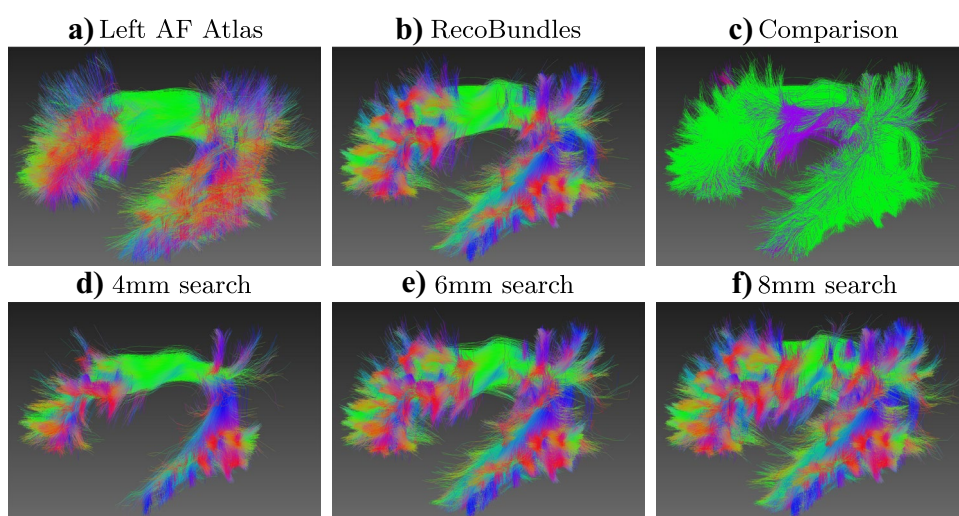 a) Left AF Atlas
b) RecoBundles
c) Comparison
d) 4mm search
e) 6mm search
f) 8mm search